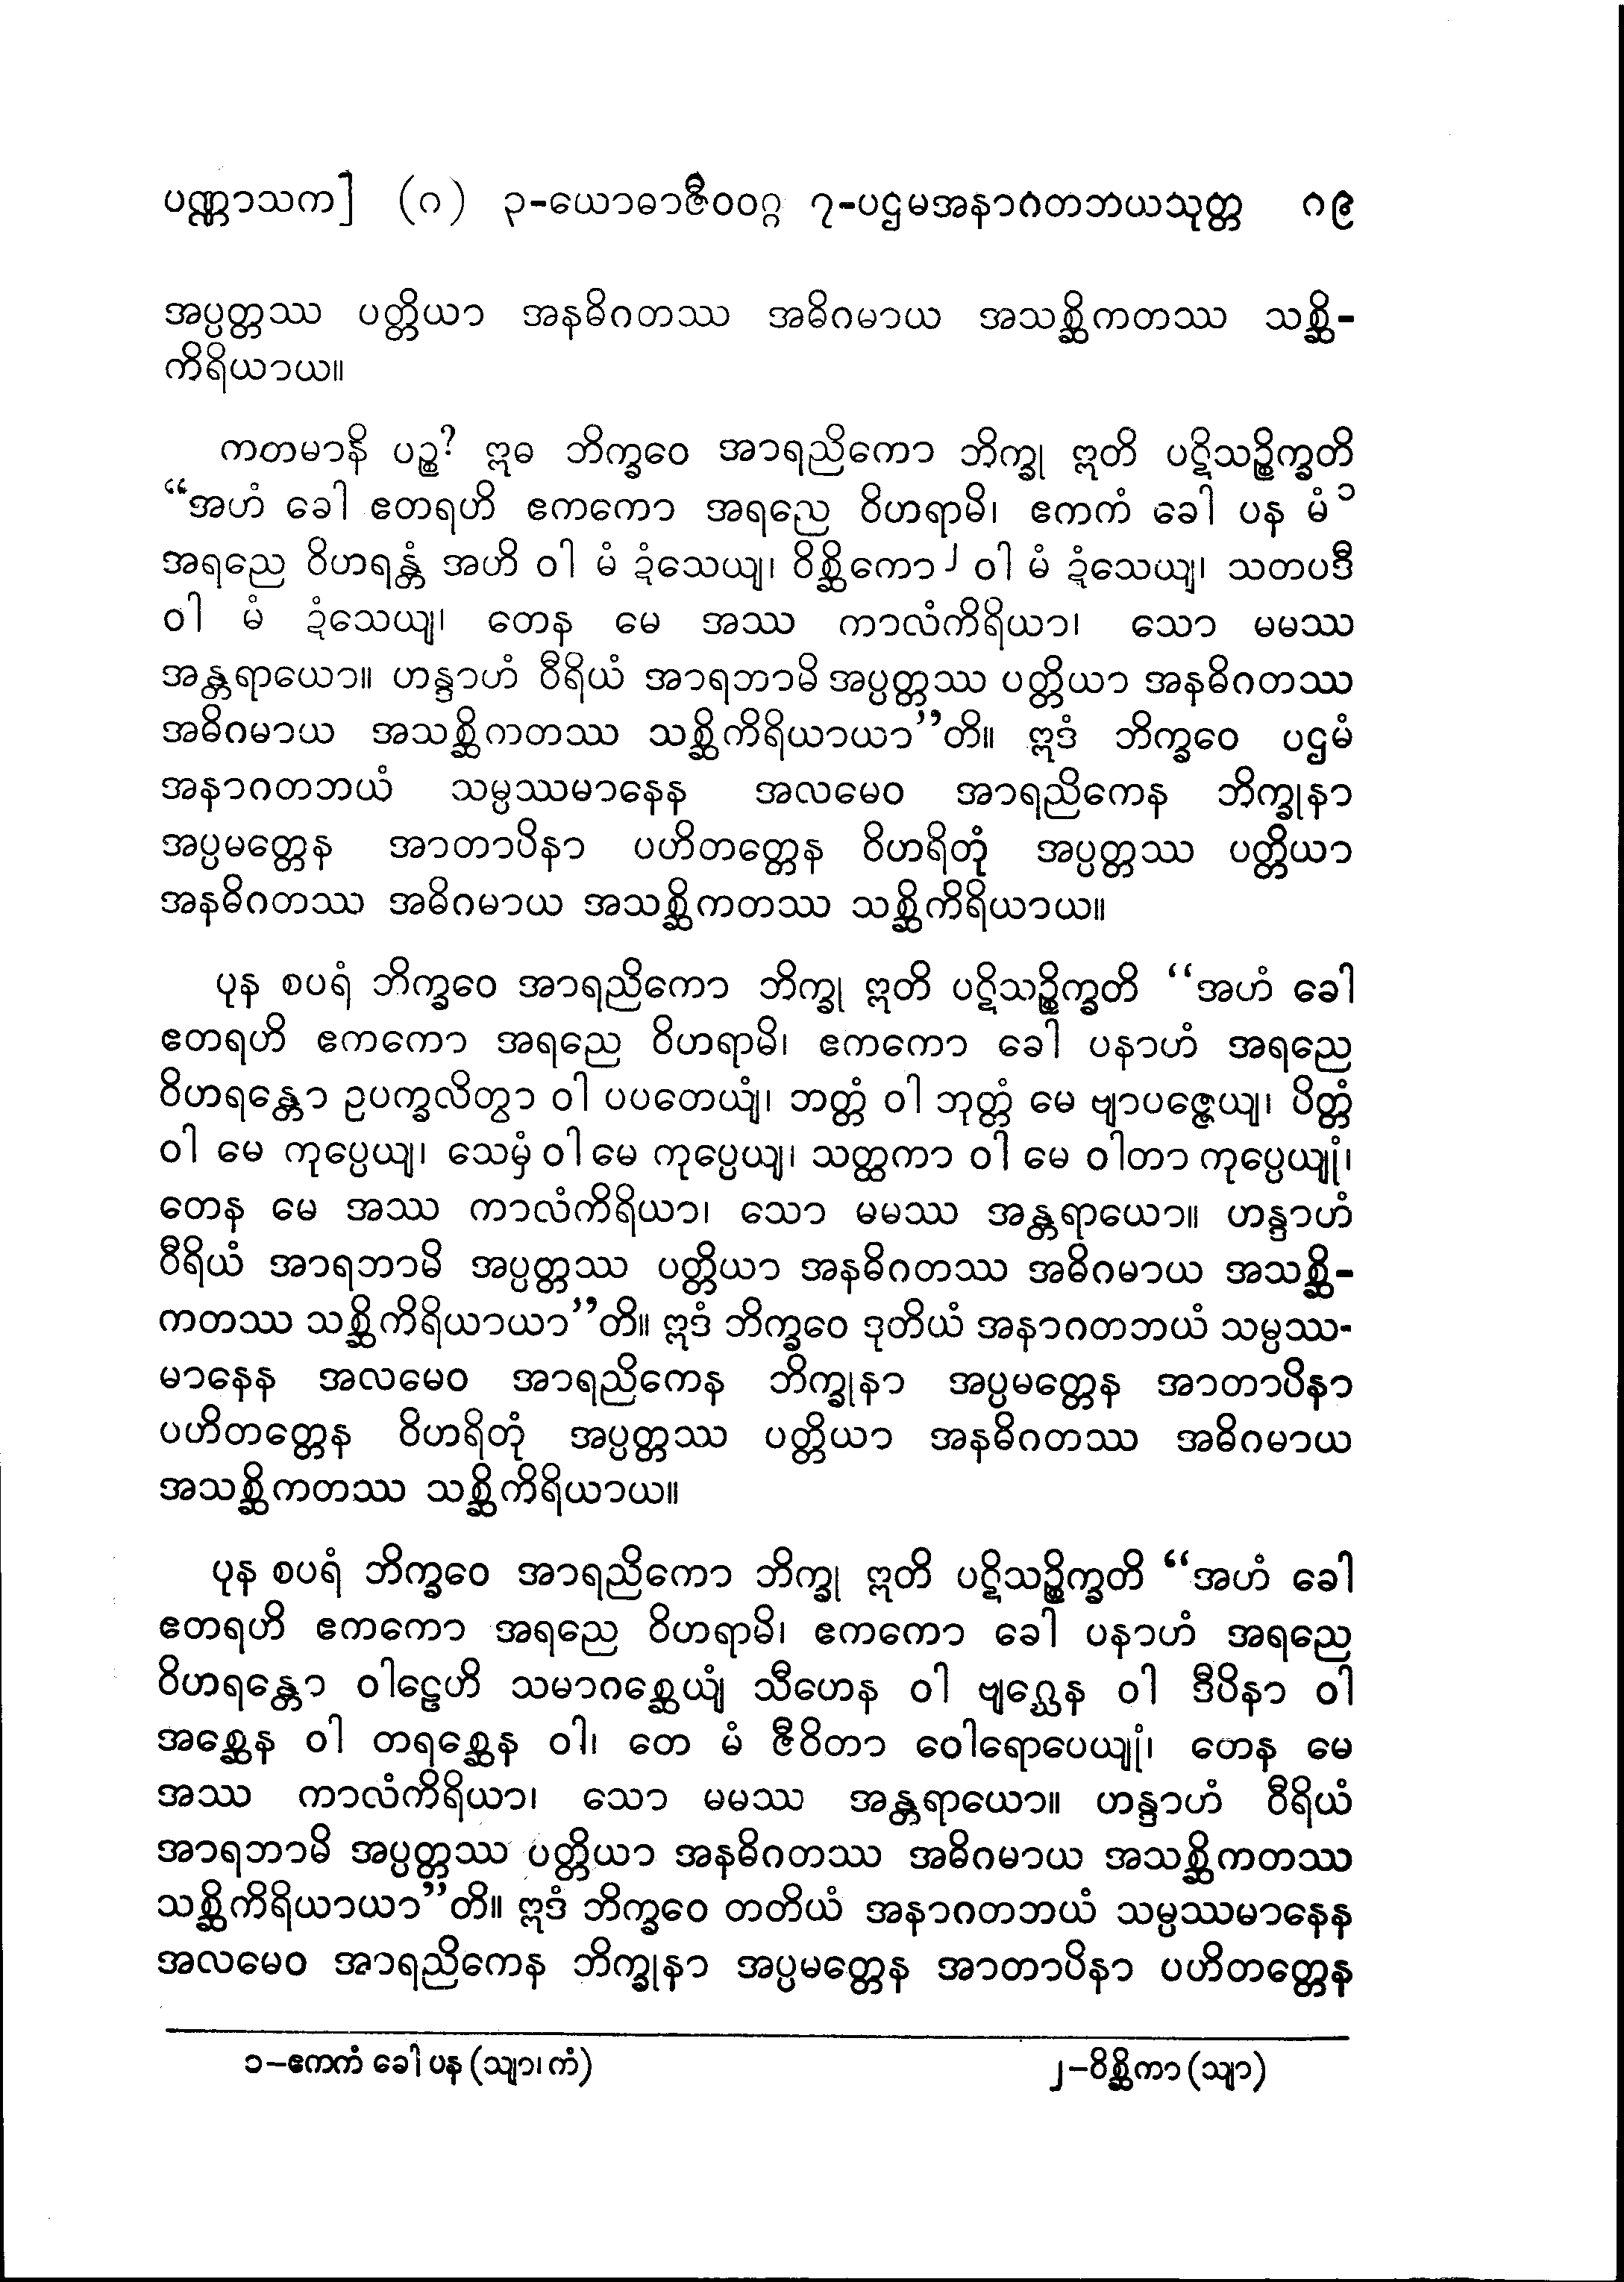 ပဏ္ဏာသက] (ဂ) ၃-ယောဓာဇီဝဝဂ္ဂ ၇-ပဌမအနာဂတဘယသုတ္တ ဂ၉
အပ္ပတ္တဿ ပတ္တိယာ အနဓိဂတဿ အဓိဂမာယ အသစ္ဆိကတဿ သစ္ဆိ-
ကိရိယာယ။
ကတမာနိ ပဉ္စ? ဣဓ ဘိက္ခဝေ အာရညိကော ဘိက္ခု ဣတိ ပဋိသဉ္စိက္ခတိ
“အဟံ ခေါ ဧတရဟိ ဧကကော အရညေ ဝိဟရာမိ၊ ဧကကံ ခေါ ပန မံ၁
အရညေ ဝိဟရန္တံ အဟိ ဝါ မံ ဍံသေယျ၊ ဝိစ္ဆိကော၂ ဝါ မံ ဍံသေယျ၊ သတပဒီ
ဝါ မံ ဍံသေယျ၊ တေန မေ အဿ ကာလံကိရိယာ၊ သော မမဿ
အန္တရာယော။ ဟန္ဒာဟံ ဝီရိယံ အာရဘာမိ အပ္ပတ္တဿ ပတ္တိယာ အနဓိဂတဿ
အဓိဂမာယ အသစ္ဆိကတဿ သစ္ဆိကိရိယာယာ”တိ။ ဣဒံ ဘိက္ခဝေ ပဌမံ
အနာဂတဘယံ သမ္ပဿမာနေန အလမေဝ အာရညိကေန ဘိက္ခုနာ
အပ္ပမတ္တေန အာတာပိနာ ပဟိတတ္တေန ဝိဟရိတုံ အပ္ပတ္တဿ ပတ္တိယာ
အနဓိဂတဿ အဓိဂမာယ အသစ္ဆိကတဿ သစ္ဆိကိရိယာယ။
ပုန စပရံ ဘိက္ခဝေ အာရညိကော ဘိက္ခု ဣတိ ပဋိသဉ္စိက္ခတိ “အဟံ ခေါ
ဧတရဟိ ဧကကော အရညေ ဝိဟရာမိ၊ ဧကကော ခေါ ပနာဟံ အရညေ
ဝိဟရန္တော ဥပက္ခလိတွာ ဝါ ပပတေယျံ၊ ဘတ္တံ ဝါ ဘုတ္တံ မေ ဗျာပဇ္ဇေယျ၊ ပိတ္တံ
ဝါ မေ ကုပ္ပေယျ၊ သေမှံ ဝါ မေ ကုပ္ပေယျ၊ သတ္ထကာ ဝါ မေ ဝါတာ ကုပ္ပေယျုံ၊
တေန မေ အဿ ကာလံကိရိယာ၊ သော မမဿ အန္တရာယော။ ဟန္ဒာဟံ
ဝီရိယံ အာရဘာမိ အပ္ပတ္တဿ ပတ္တိယာ အနဓိဂတဿ အဓိဂမာယ အသစ္ဆိ-
ကတဿ သစ္ဆိကိရိယာယာ”တိ။ ဣဒံ ဘိက္ခဝေ ဒုတိယံ အနာဂတဘယံ သမ္ပဿ-
မာနေန အလမေဝ အာရညိကေန ဘိက္ခုနာ အပ္ပမတ္တေန အာတာပိနာ
ပဟိတတ္တေန ဝိဟရိတုံ အပ္ပတ္တဿ ပတ္တိယာ အနဓိဂတဿ အဓိဂမာယ
အသစ္ဆိကတဿ သစ္ဆိကိရိယာယ။
ပုန စပရံ ဘိက္ခဝေ အာရညိကော ဘိက္ခု ဣတိ ပဋိသဉ္စိက္ခတိ “အဟံ ခေါ
ဧတရဟိ ဧကကော အရညေ ဝိဟရာမိ၊ ဧကကော ခေါ ပနာဟံ အရညေ
ဝိဟရန္တော ဝါဠေဟိ သမာဂစ္ဆေယျံ သီဟေန ဝါ ဗျဂ္ဃေန ဝါ ဒီပိနာ ဝါ
အစ္ဆေန ဝါ တရစ္ဆေန ဝါ၊ တေ မံ ဇီဝိတာ ဝေါရောပေယျုံ၊ တေန မေ
အဿ ကာလံကိရိယာ၊ သော မမဿ အန္တရာယော။ ဟန္ဒာဟံ ဝီရိယံ
အာရဘာမိ အပ္ပတ္တဿ ပတ္တိယာ အနဓိဂတဿ အဓိဂမာယ အသစ္ဆိကတဿ
သစ္ဆိကိရိယာယာ”တိ။ ဣဒံ ဘိက္ခဝေ တတိယံ အနာဂတဘယံ သမ္ပဿမာနေန
အလမေဝ အာရညိကေန ဘိက္ခုနာ အပ္ပမတ္တေန အာတာပိနာ ပဟိတတ္တေန
၁-ဧကကံ ခေါ ပန (သျာ၊ ကံ) ၂-ဝိစ္ဆိကာ (သျာ)